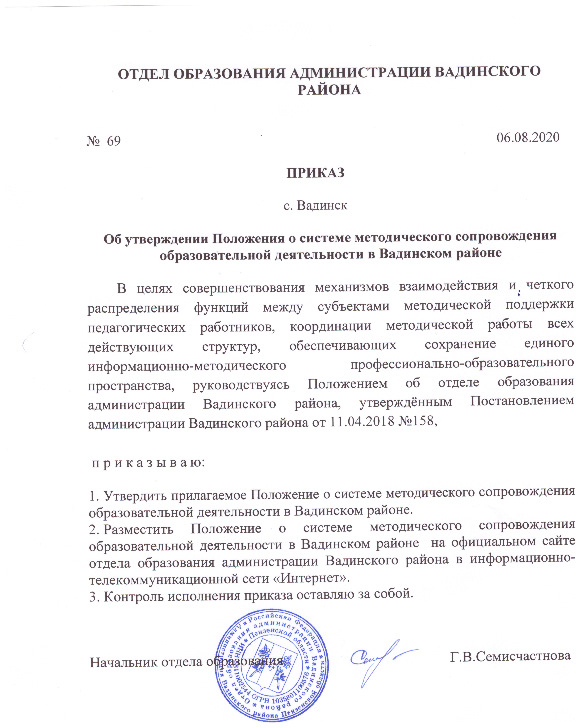 ОТДЕЛ ОБРАЗОВАНИЯ АДМИНИСТРАЦИИ ВАДИНСКОГО
РАЙОНА
№ 69
06.08.2020
ПРИКАЗ
с. Вадинск
Об утверждении Положения о системе методического сопровождения
образовательной деятельности в Вадинском районе
В целях совершенствования механизмов взаимодействия и четкого
распределения функций между субъектами методической поддержки
педагогических работников, координации методической работы всех
действующих структур, обеспечивающих сохранение единого
информационно-методического профессионально-образовательного
пространства, руководствуясь Положением об отделе образования
администрации Вадинского района, утверждённым Постановлением
администрации Вадинского района от 11.04.2018 №158,
п р и к а з ы в а ю:
1. Утвердить прилагаемое Положение о системе методического сопровождения
образовательной деятельности в Вадинском районе.
2. Разместить Положение о системе методического сопровождения
образовательной деятельности в Вадинском районе на официальном сайте
отдела образования администрации Вадинского района в информационно-
телекоммуникационной сети «Интернет».
3. Контроль исполнения приказа оставляю за собой.
Начальник отдела образования
Г.В.Семисчастнова